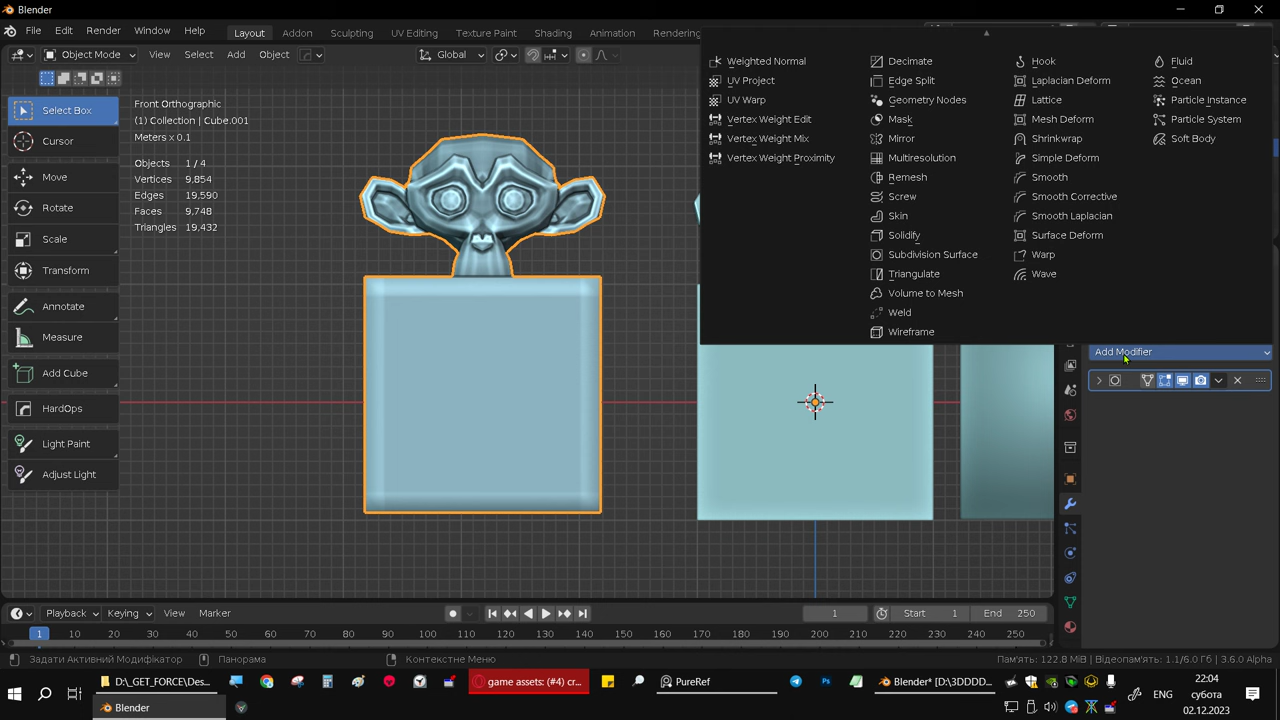 Blender
File Edit Render Window Help
Layout Addon Sculpting UV Editing Texture Paint Shading Animation Rendering
Object Mode View Select Add Object Global
Select Box
Cursor
Move
Rotate
Scale
Transform
Annotate
Measure
Add Cube
HardOps
Light Paint
Adjust Light
Front Orthographic
(1) Collection | Cube.001
Meters x 0.1
Objects 1 / 4
Vertices 9,854
Edges 19,590
Faces 9,748
Triangles 19,432
Weighted Normal
UV Project
UV Warp
Vertex Weight Edit
Vertex Weight Mix
Vertex Weight Proximity
Decimate
Edge Split
Geometry Nodes
Mask
Mirror
Multiresolution
Remesh
Screw
Skin
Solidify
Subdivision Surface
Triangulate
Volume to Mesh
Weld
Wireframe
Hook
Laplacian Deform
Lattice
Mesh Deform
Shrinkwrap
Simple Deform
Smooth
Smooth Corrective
Smooth Laplacian
Surface Deform
Warp
Wave
Fluid
Ocean
Particle Instance
Particle System
Soft Body
Add Modifier
Playback Keying View Marker 1 Start 1 End 250
1 10 20 30 40 50 60 70 80 90 100 110 120 130 140 150 160 170 180 190 200 210 220 230 240 250
Задати Активний Модифікатор Панорама Контекстне Меню Пам'ять: 122.8 МіБ | Відеопам'ять: 1.1/6.0 Гб | 3.6.0 Alpha
D:\_GET_FORCE\Des... game assets: (#4) cr... PureRef Blender* [D:\3DDDD...
Blender
ENG
22:04
субота
02.12.2023